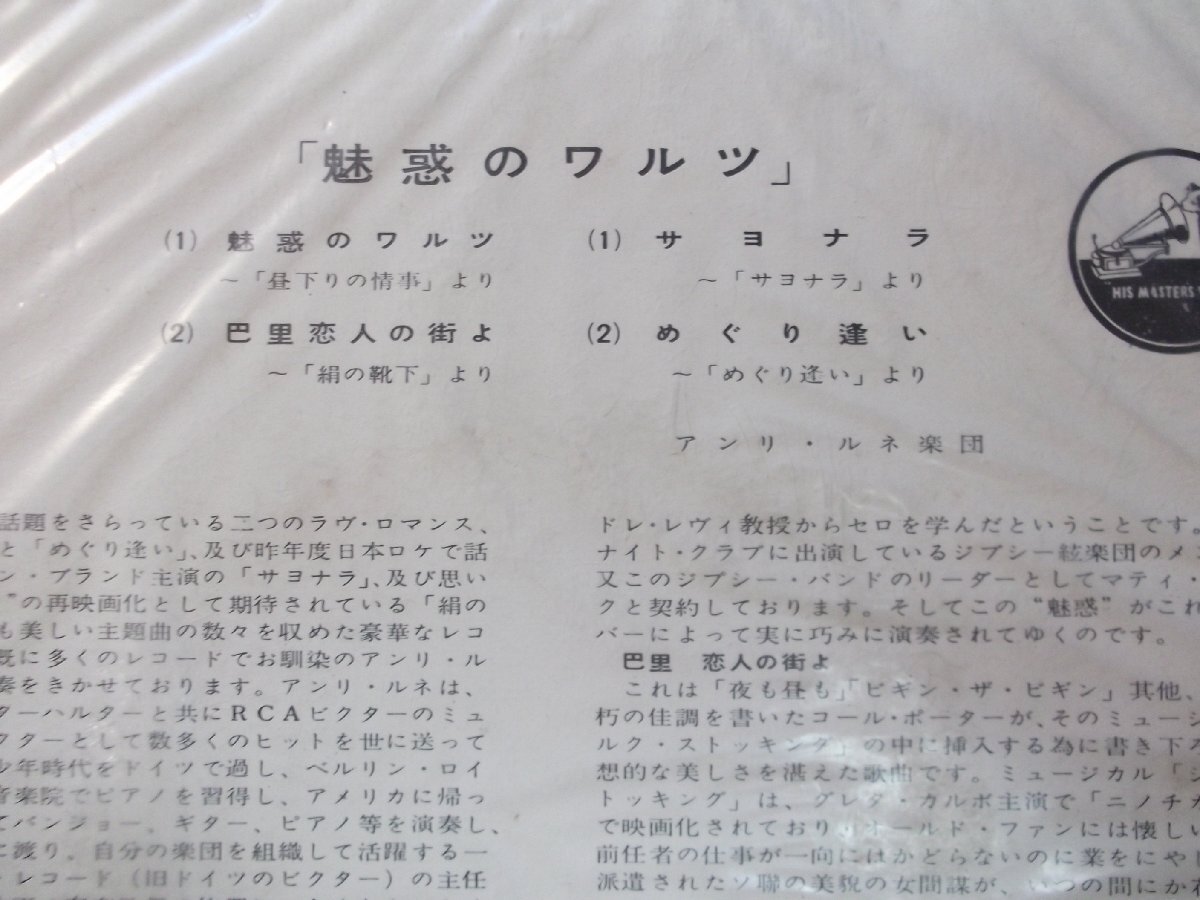 「魅惑のワルツ」
(1) 魅惑のワルツ
～「昼下りの情事」より
(2) 巴里恋人の街よ
～「絹の靴下」より
(1) サヨナラ
～「サヨナラ」より
(2) めぐり逢い
～「めぐり逢い」より
アンリ・ルネ楽団
HIS MASTERS
話題をさらっている二つのラヴ・ロマンス、
と「めぐり逢い」、及び昨年度日本ロケで話
ン・ブランド主演の「サヨナラ」、及び思い
”の再映画化として期待されている「絹の
も美しい主題曲の数々を収めた豪華なレコ
既に多くのレコードでお馴染のアンリ・ル
奏をきかせております。アンリ・ルネは、
ターハルターと共にRCAビクターのミュ
クターとして数多くのヒットを世に送って
少年時代をドイツで過し、ベルリン・ロイ
音楽院でピアノを習得し、アメリカに帰っ
てバンジョー、ギター、ピアノ等を演奏し、
に渡り、自分の楽団を組織して活躍する一
・レコード（旧ドイツのビクター）の主任
ドレ・レヴィ教授からセロを学んだということです。
ナイト・クラブに出演しているジプシー絃楽団のメン
又このジプシー・バンドのリーダーとしてマティ・
クと契約しております。そしてこの“魅惑”がこれ
バーによって実に巧みに演奏されてゆくのです。
巴里 恋人の街よ
これは「夜も昼も」「ビギン・ザ・ビギン」其他、
朽の佳調を書いたコール・ポーターが、そのミュージ
ルク・ストッキング」の中に挿入する為に書き下ろ
想的な美しさを湛えた歌曲です。ミュージカル「シ
トッキング」は、グレタ・ガルボ主演で「ニノチカ
で映画化されておりオールド・ファンには懐しい
前任者の仕事が一向にはかどらないのに業をにやし
派遣されたソ聯の美貌の女間謀が、いつの間にか花